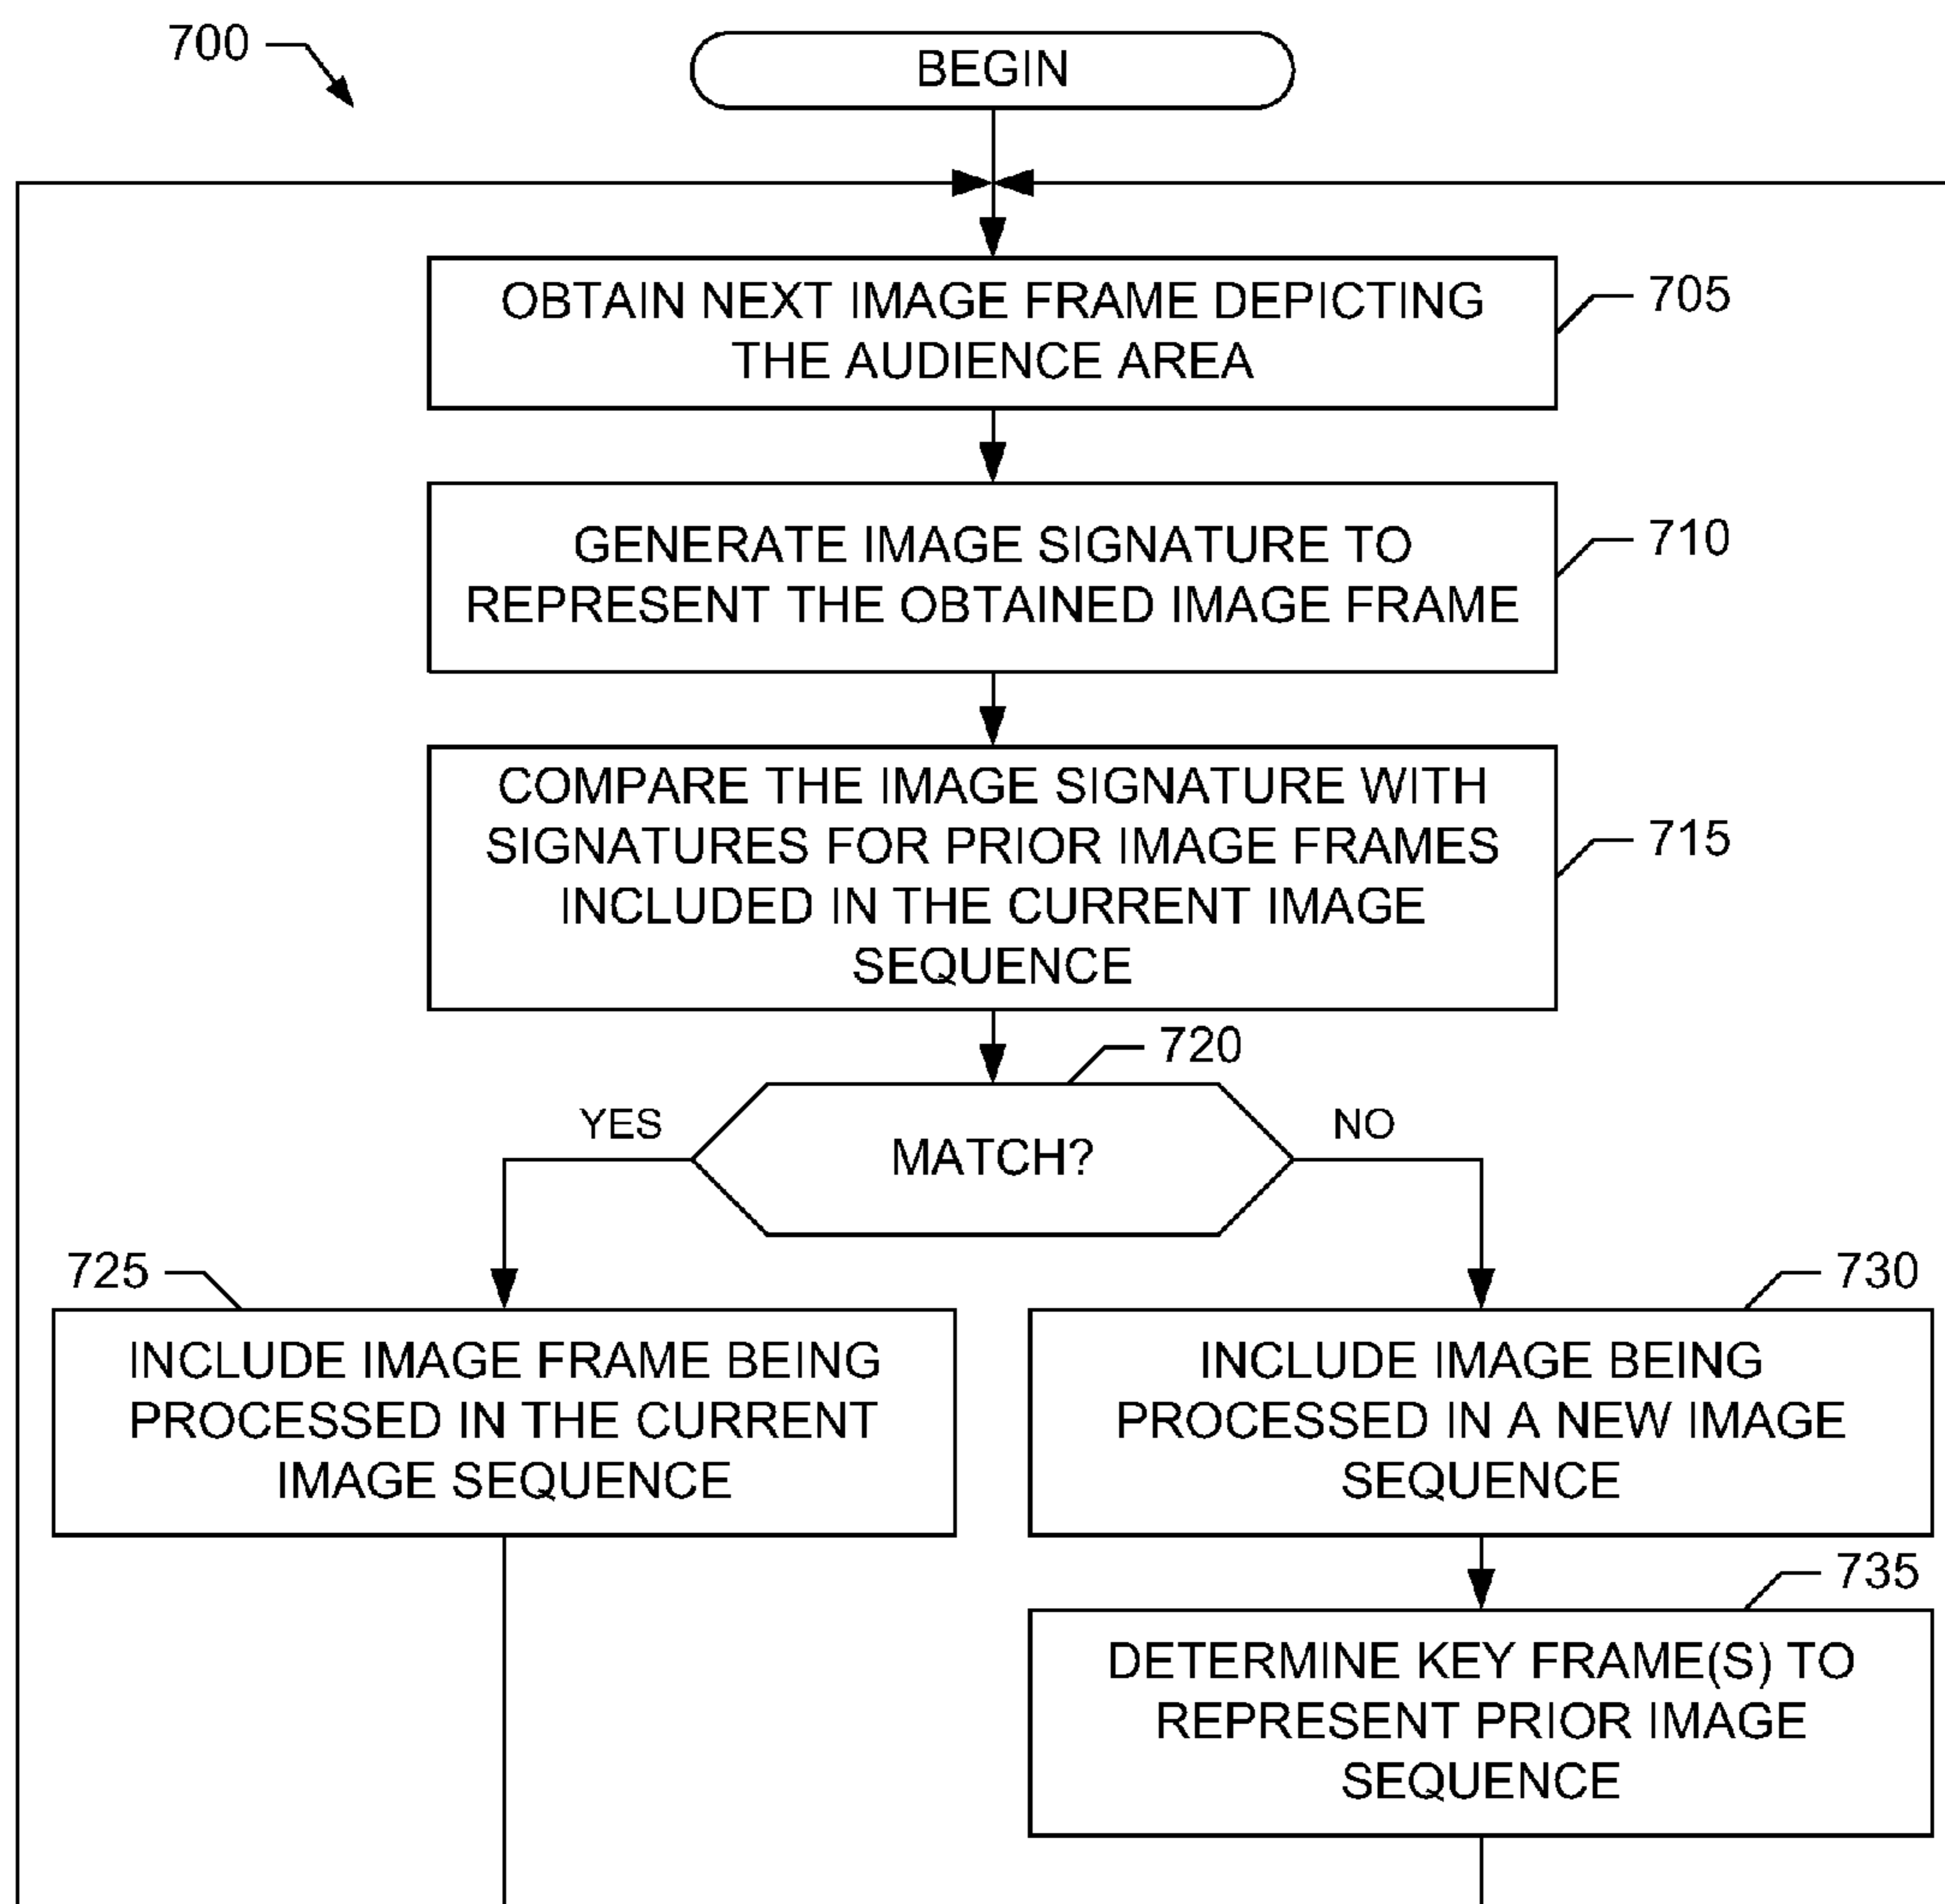 700
BEGIN
OBTAIN NEXT IMAGE FRAME DEPICTING
THE AUDIENCE AREA
705
GENERATE IMAGE SIGNATURE TO
REPRESENT THE OBTAINED IMAGE FRAME
710
COMPARE THE IMAGE SIGNATURE WITH
SIGNATURES FOR PRIOR IMAGE FRAMES
INCLUDED IN THE CURRENT IMAGE
SEQUENCE
715
720
YES
MATCH?
NO
725
INCLUDE IMAGE FRAME BEING
PROCESSED IN THE CURRENT
IMAGE SEQUENCE
730
INCLUDE IMAGE BEING
PROCESSED IN A NEW IMAGE
SEQUENCE
735
DETERMINE KEY FRAME(S) TO
REPRESENT PRIOR IMAGE
SEQUENCE